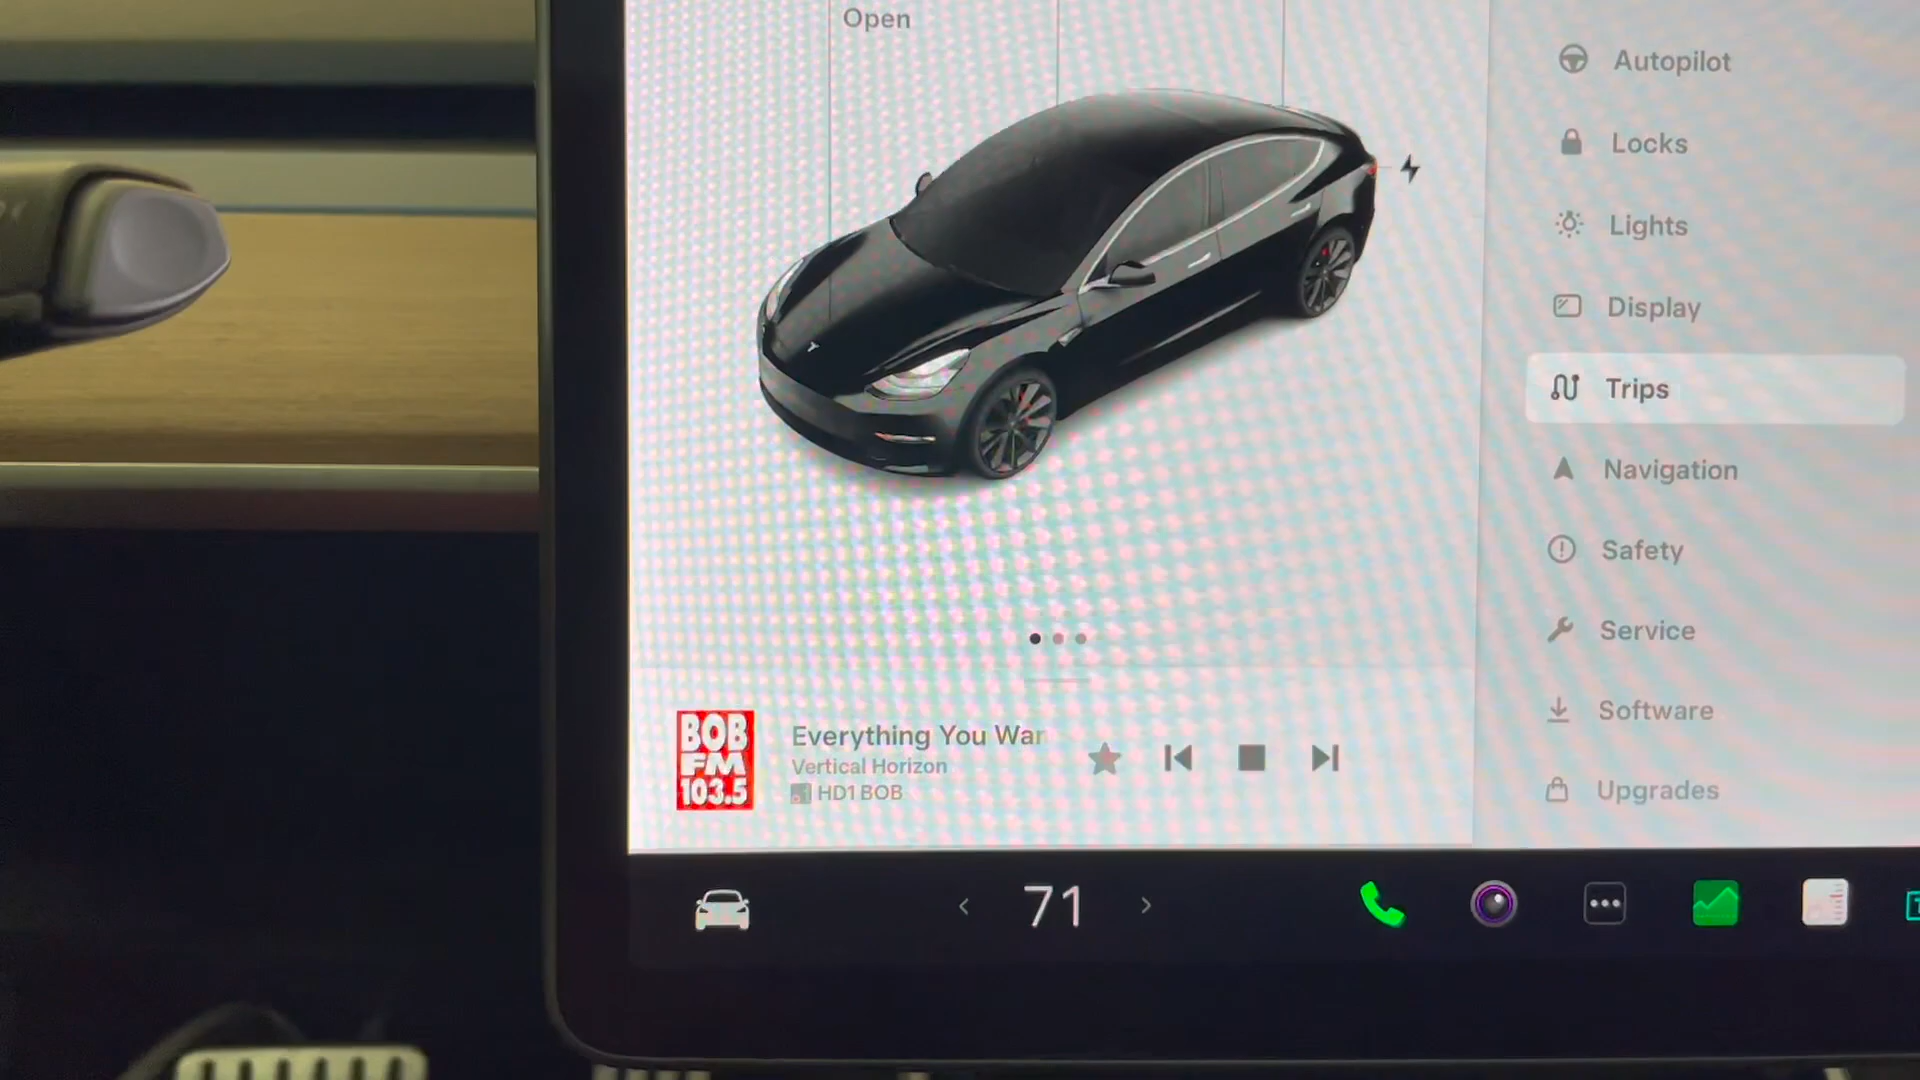 Open
Autopilot
Locks
Lights
Display
Trips
Navigation
Safety
Service
Software
Upgrades
BOB
FM
103.5
Everything You War
Vertical Horizon
HD1 BOB
71